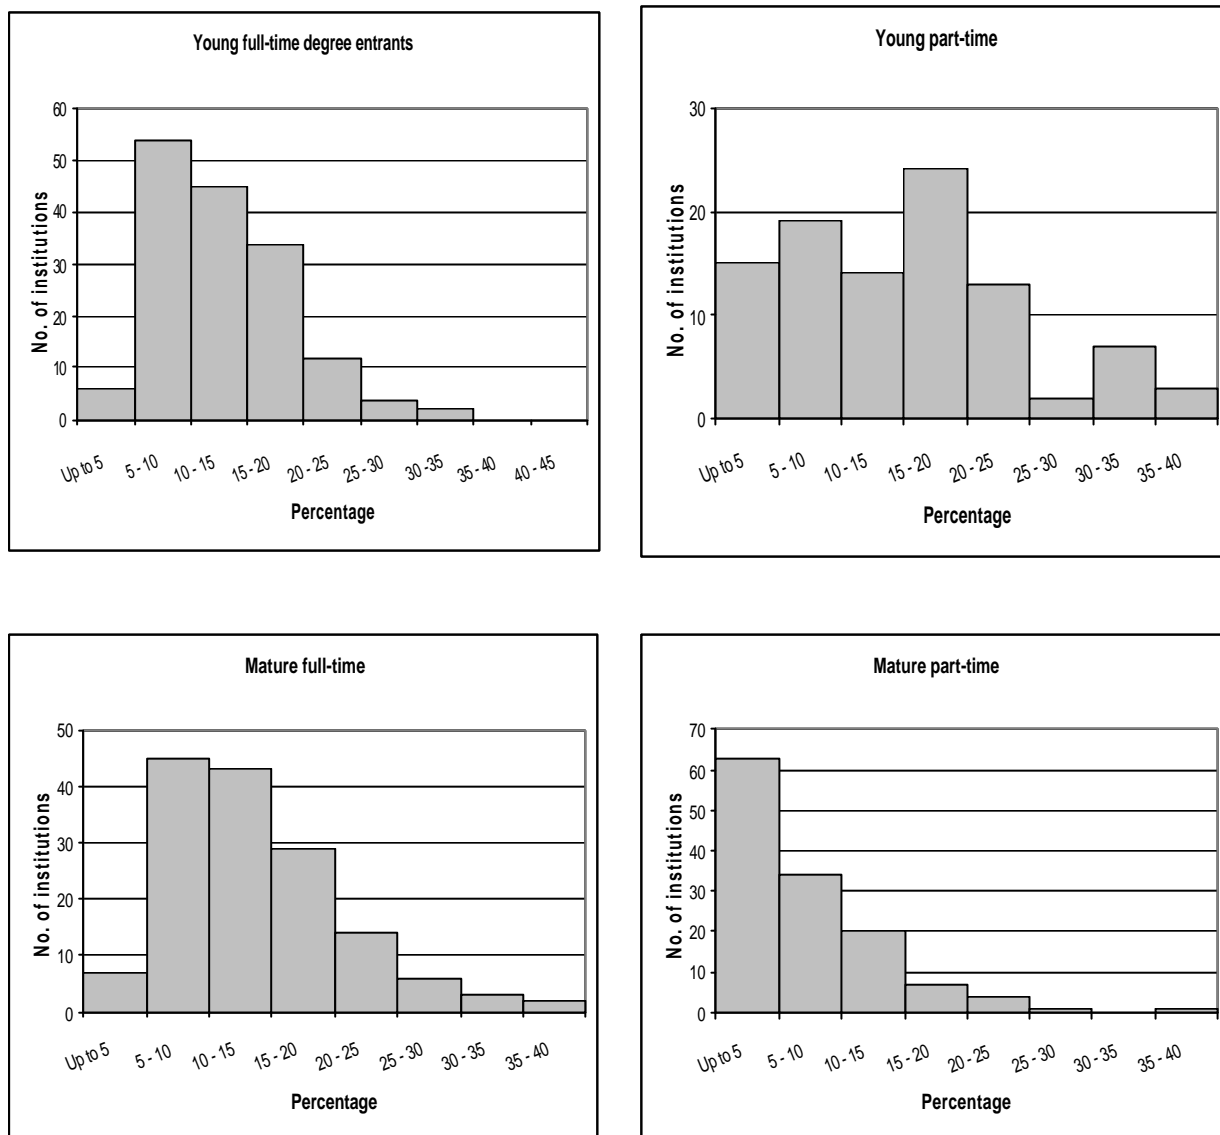 Young full-time degree entrants
60
50
40
30
20
10
0
No. of institutions
Up to 5 5 - 10 10 - 15 15 - 20 20 - 25 25 - 30 30 - 35 35 - 40 40 - 45
Percentage
Young part-time
30
20
10
0
No. of institutions
Up to 5 5 - 10 10 - 15 15 - 20 20 - 25 25 - 30 30 - 35 35 - 40
Percentage
Mature full-time
50
40
30
20
10
0
No. of institutions
Up to 5 5 - 10 10 - 15 15 - 20 20 - 25 25 - 30 30 - 35 35 - 40
Percentage
Mature part-time
70
60
50
40
30
20
10
0
No. of institutions
Up to 5 5 - 10 10 - 15 15 - 20 20 - 25 25 - 30 30 - 35 35 - 40
Percentage